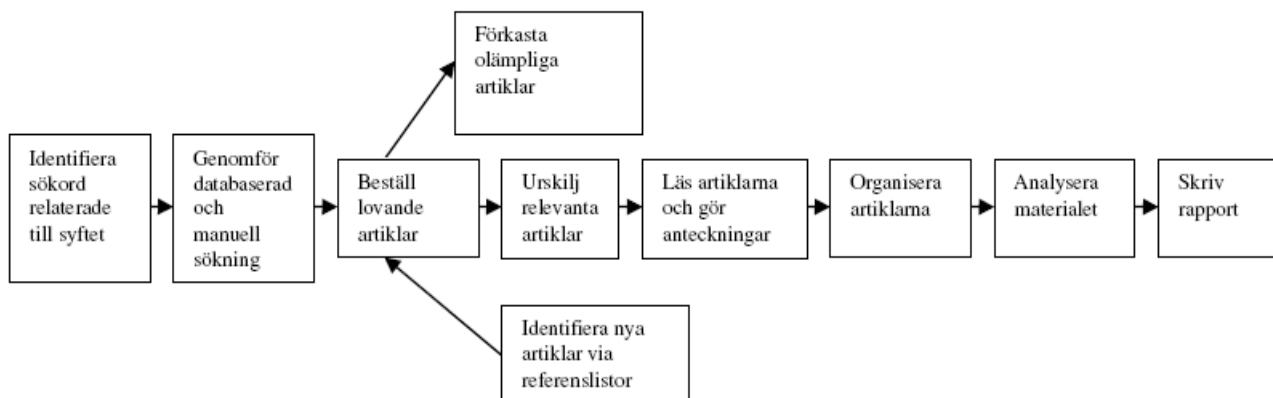 Förkasta
olämpliga
artiklar
Identifiera
sökord
relaterade
till syftet
Genomför
databaserad
och
manuell
sökning
Beställ
lovande
artiklar
Urskilj
relevanta
artiklar
Läs artiklarna
och gör
anteckningar
Organisera
artiklarna
Analysera
materialet
Skriv
rapport
Identifiera nya
artiklar via
referenslistor